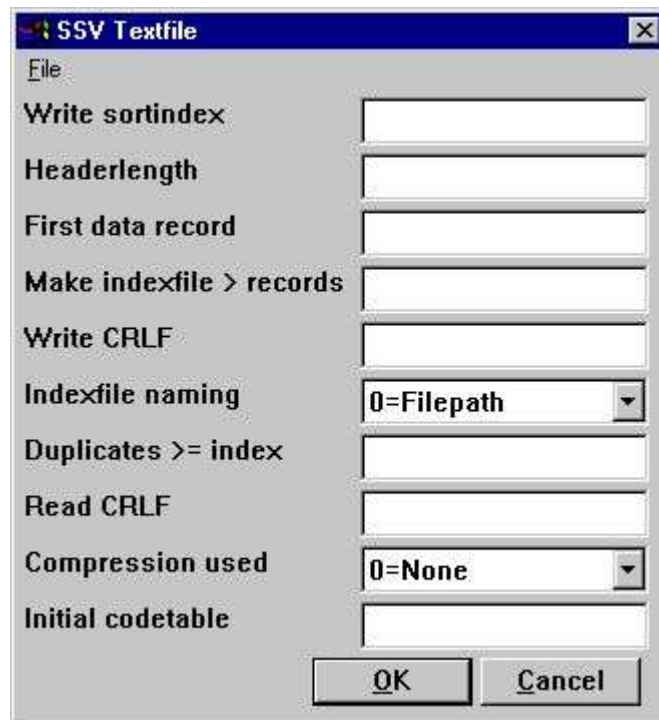 SSV Textfile
File
Write sortindex
Headerlength
First data record
Make indexfile > records
Write CRLF
Indexfile naming 0=Filepath
Duplicates >= index
Read CRLF
Compression used 0=None
Initial codetable
OK Cancel